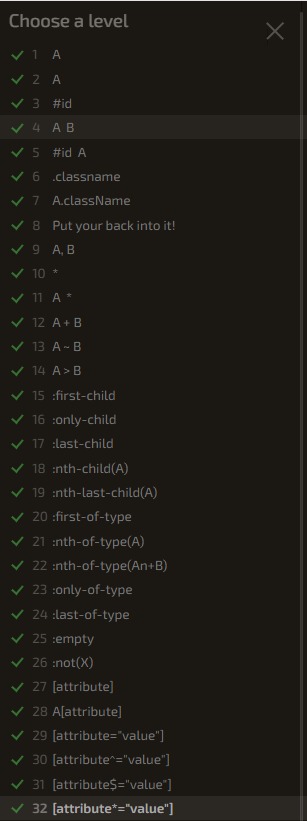 Choose a level
1 A
2 A
3 #id
4 A B
5 #id A
6 .classname
7 A.className
8 Put your back into it!
9 A, B
10 *
11 A *
12 A + B
13 A ~ B
14 A > B
15 :first-child
16 :only-child
17 :last-child
18 :nth-child(A)
19 :nth-last-child(A)
20 :first-of-type
21 :nth-of-type(A)
22 :nth-of-type(An+B)
23 :only-of-type
24 :last-of-type
25 :empty
26 :not(X)
27 [attribute]
28 A[attribute]
29 [attribute="value"]
30 [attribute^="value"]
31 [attribute$="value"]
32 [attribute*="value"]